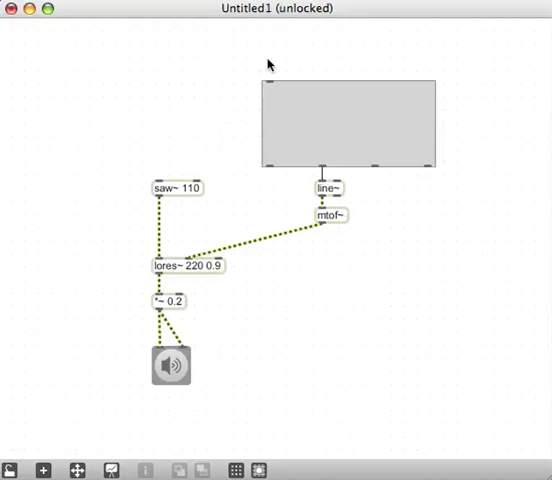 Untitled1 (unlocked)
saw~ 110
line~
mtof~
lores~ 220 0.9
*~ 0.2